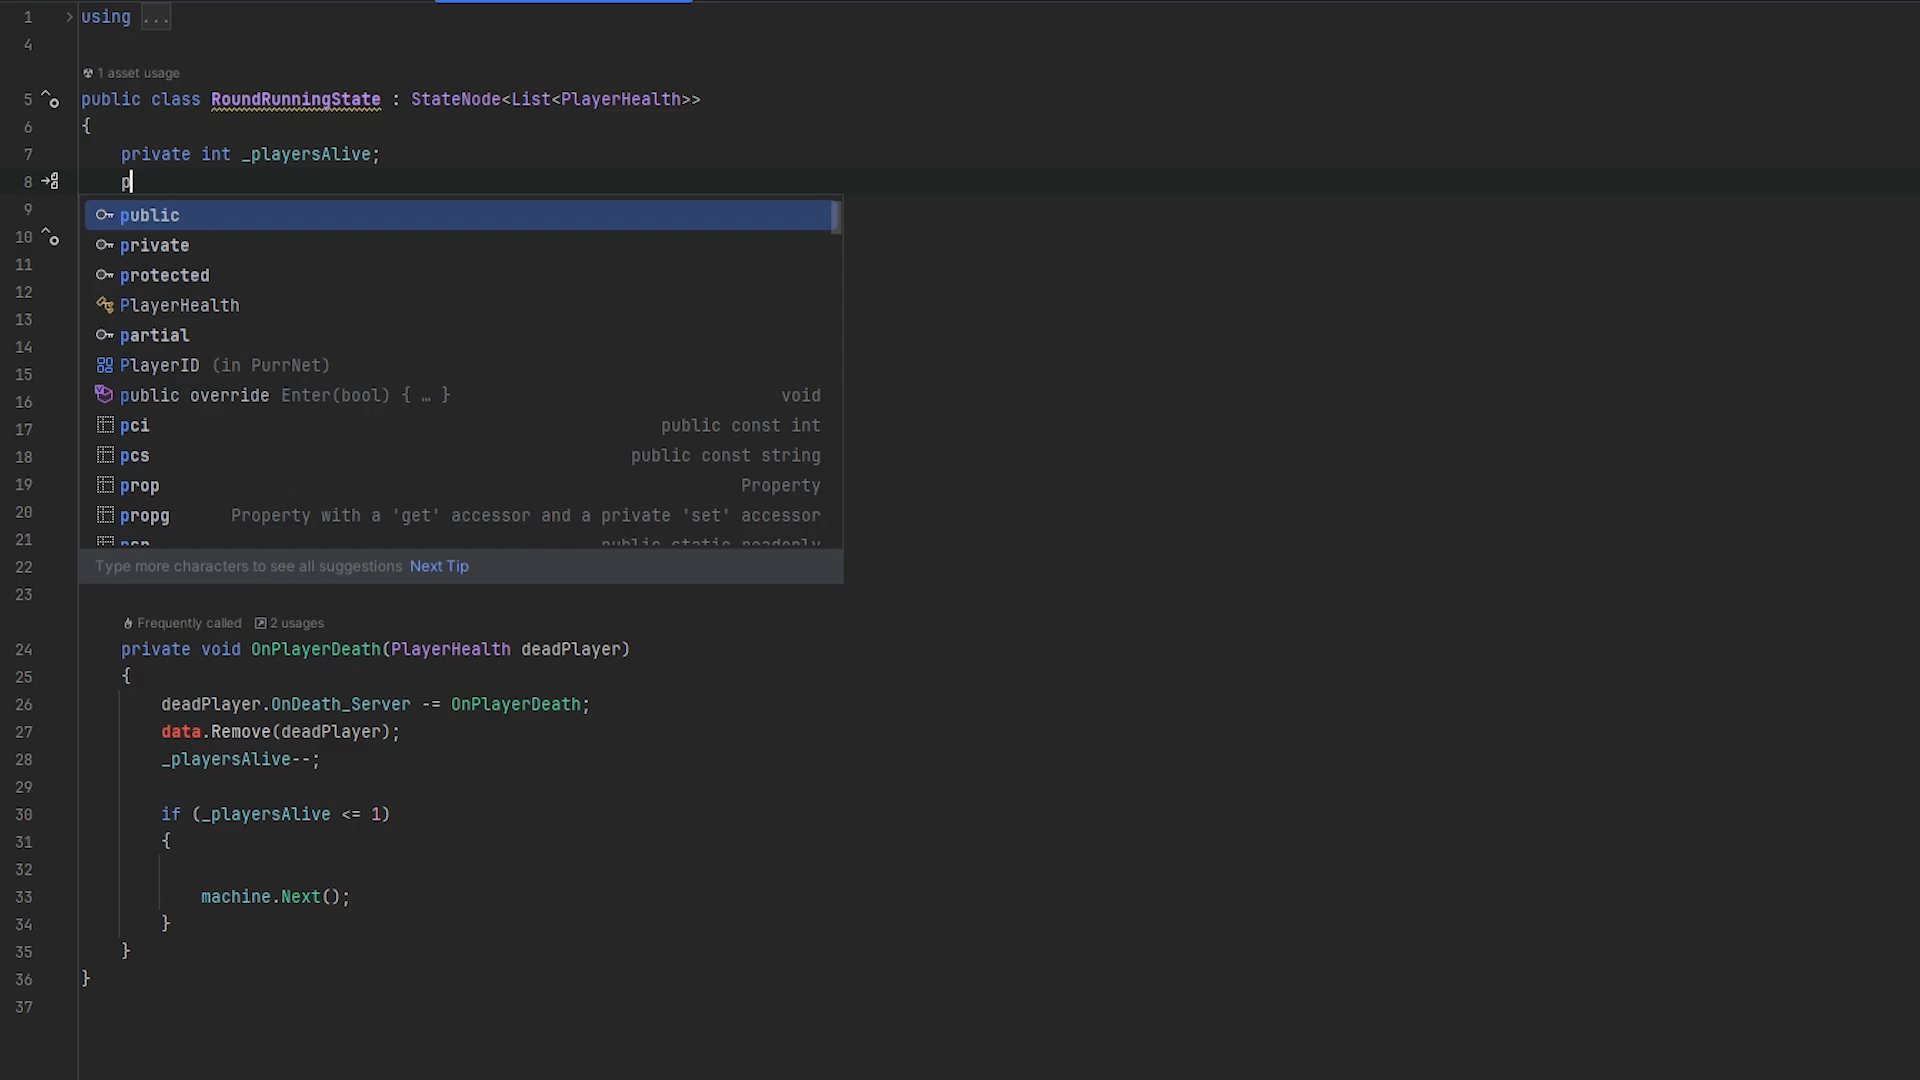 1 using ...
4
1 asset usage
5 public class RoundRunningState : StateNode<List<PlayerHealth>>
6 {
7 private int _playersAlive;
8 p
9 public
10 private
11 protected
12 PlayerHealth
13 partial
14 PlayerID (in PurrNet)
15
16 public override Enter(bool) { … } void
17 pci public const int
18 pcs public const string
19 prop Property
20 propg Property with a 'get' accessor and a private 'set' accessor
21 public static readonly
22 Type more characters to see all suggestions Next Tip
23
Frequently called 2 usages
24 private void OnPlayerDeath(PlayerHealth deadPlayer)
25 {
26 deadPlayer.OnDeath_Server -= OnPlayerDeath;
27 data.Remove(deadPlayer);
28 _playersAlive--;
29
30 if (_playersAlive <= 1)
31 {
32
33 machine.Next();
34 }
35 }
36 }
37